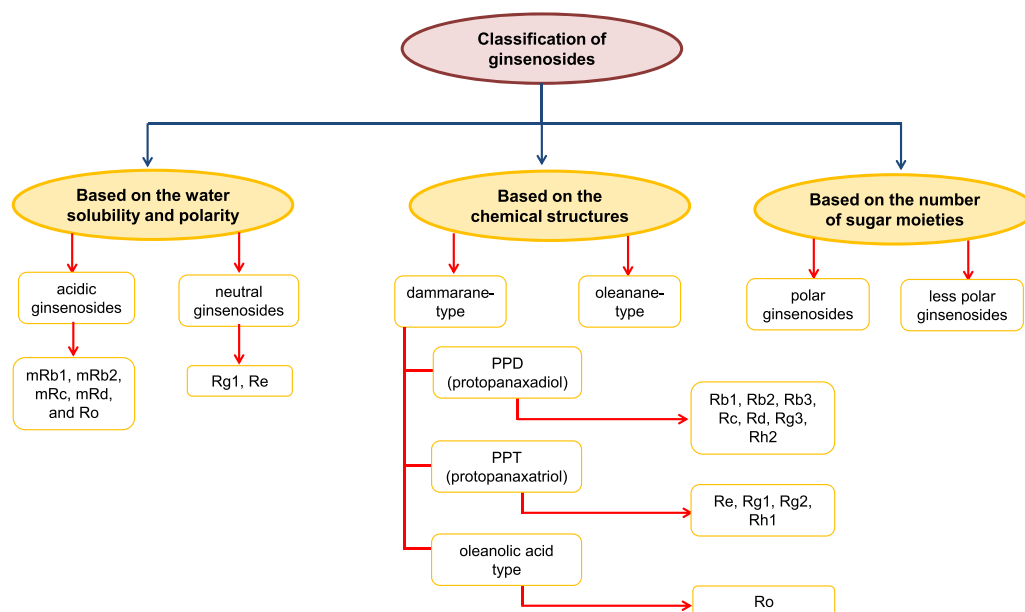 Classification of
ginsenosides
Based on the water
solubility and polarity
Based on the
chemical structures
Based on the number
of sugar moieties
acidic
ginsenosides
neutral
ginsenosides
dammarane-
type
oleanane-
type
polar
ginsenosides
less polar
ginsenosides
mRb1, mRb2,
mRc, mRd,
and Ro
Rg1, Re
PPD
(protopanaxadiol)
Rb1, Rb2, Rb3,
Rc, Rd, Rg3,
Rh2
PPT
(protopanaxatriol)
Re, Rg1, Rg2,
Rh1
oleanolic acid
type
Ro